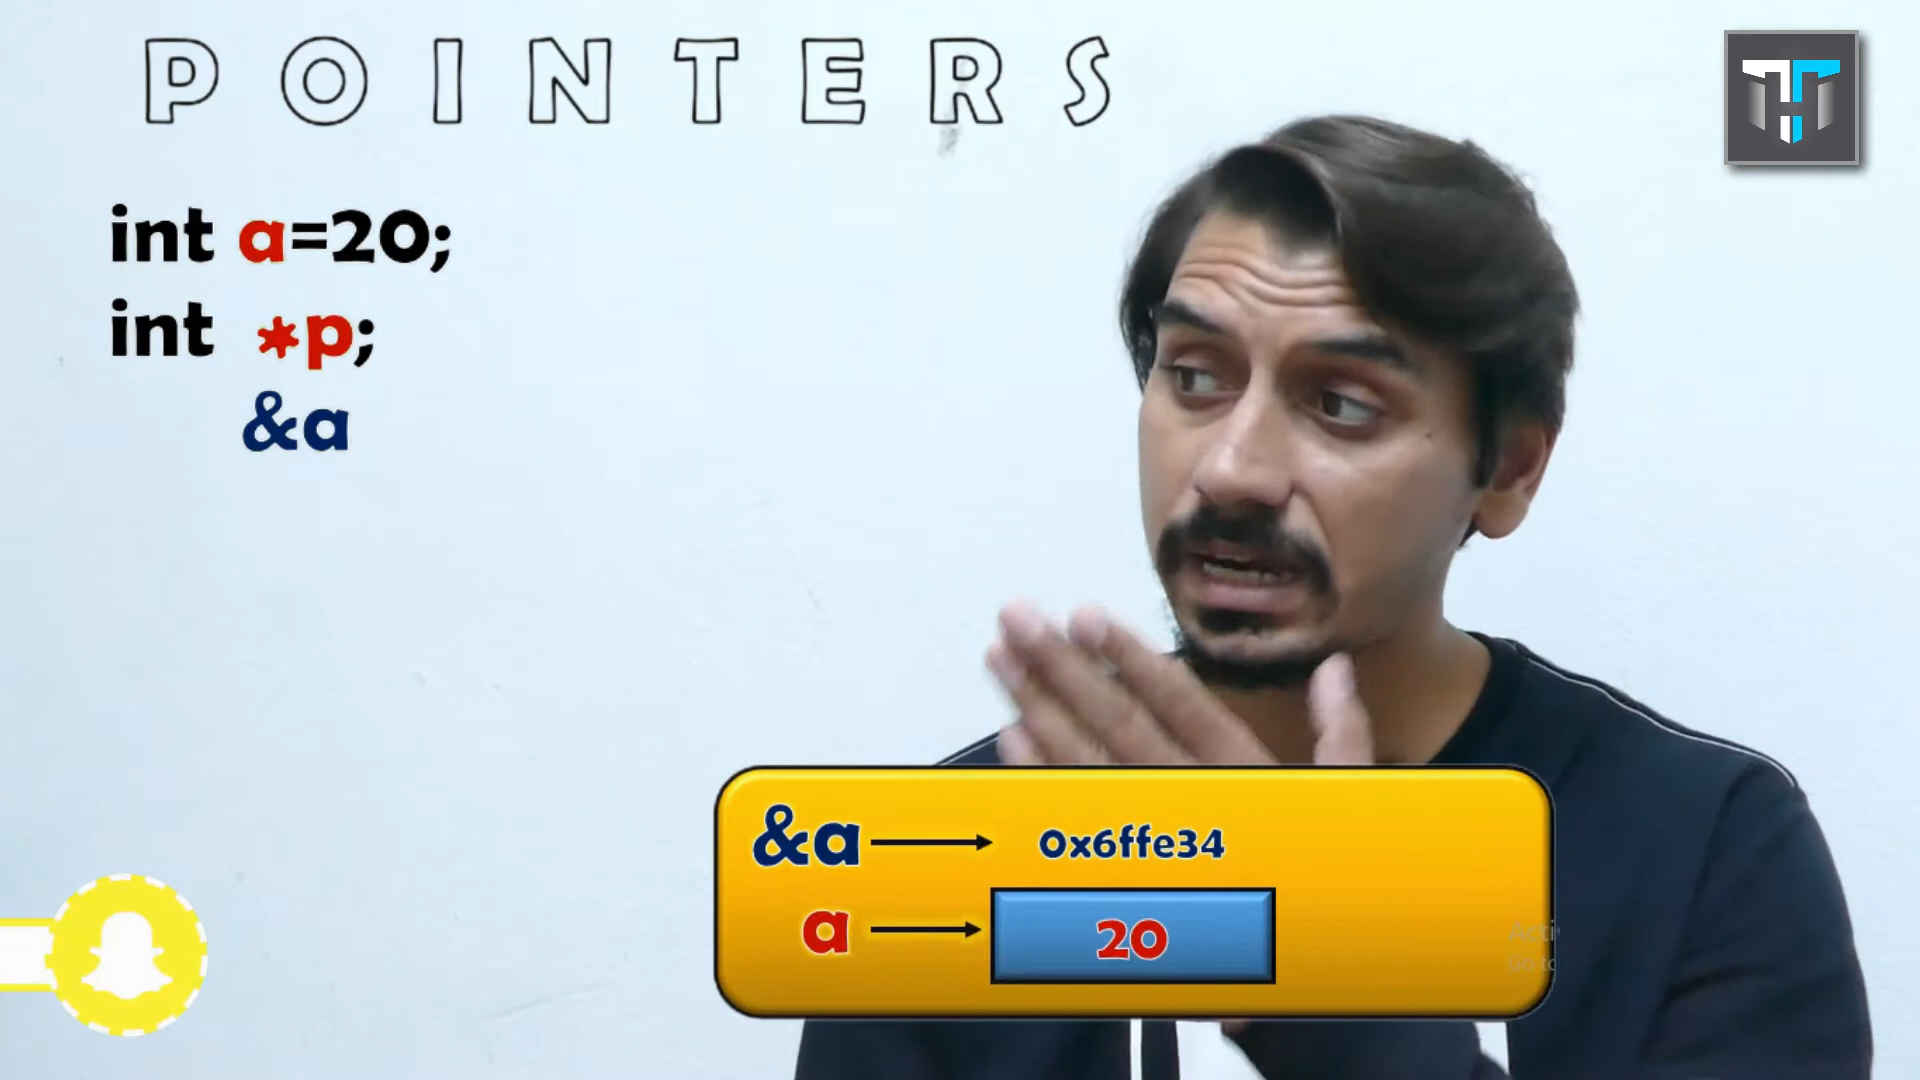 POINTERS
int a=20;
int *p;
&a
&a 0x6ffe34
a 20